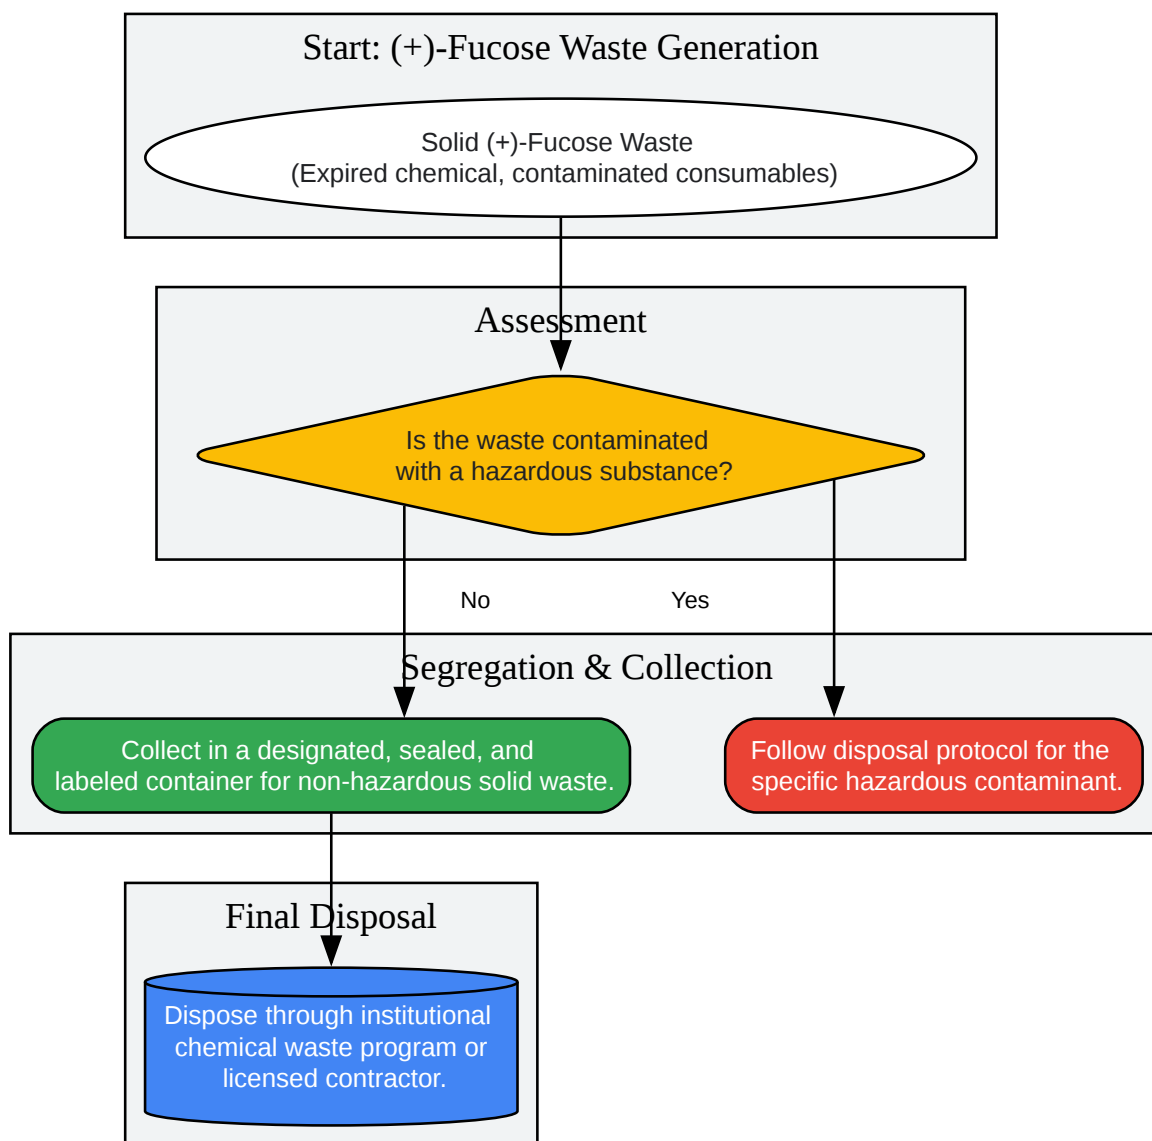 Start: (+)-Fucose Waste Generation
Solid (+)-Fucose Waste
(Expired chemical, contaminated consumables)
Assessment
Is the waste contaminated
with a hazardous substance?
No
Yes
Segregation & Collection
Collect in a designated, sealed, and
labeled container for non-hazardous solid waste.
Follow disposal protocol for the
specific hazardous contaminant.
Final Disposal
Dispose through institutional
chemical waste program or
licensed contractor.